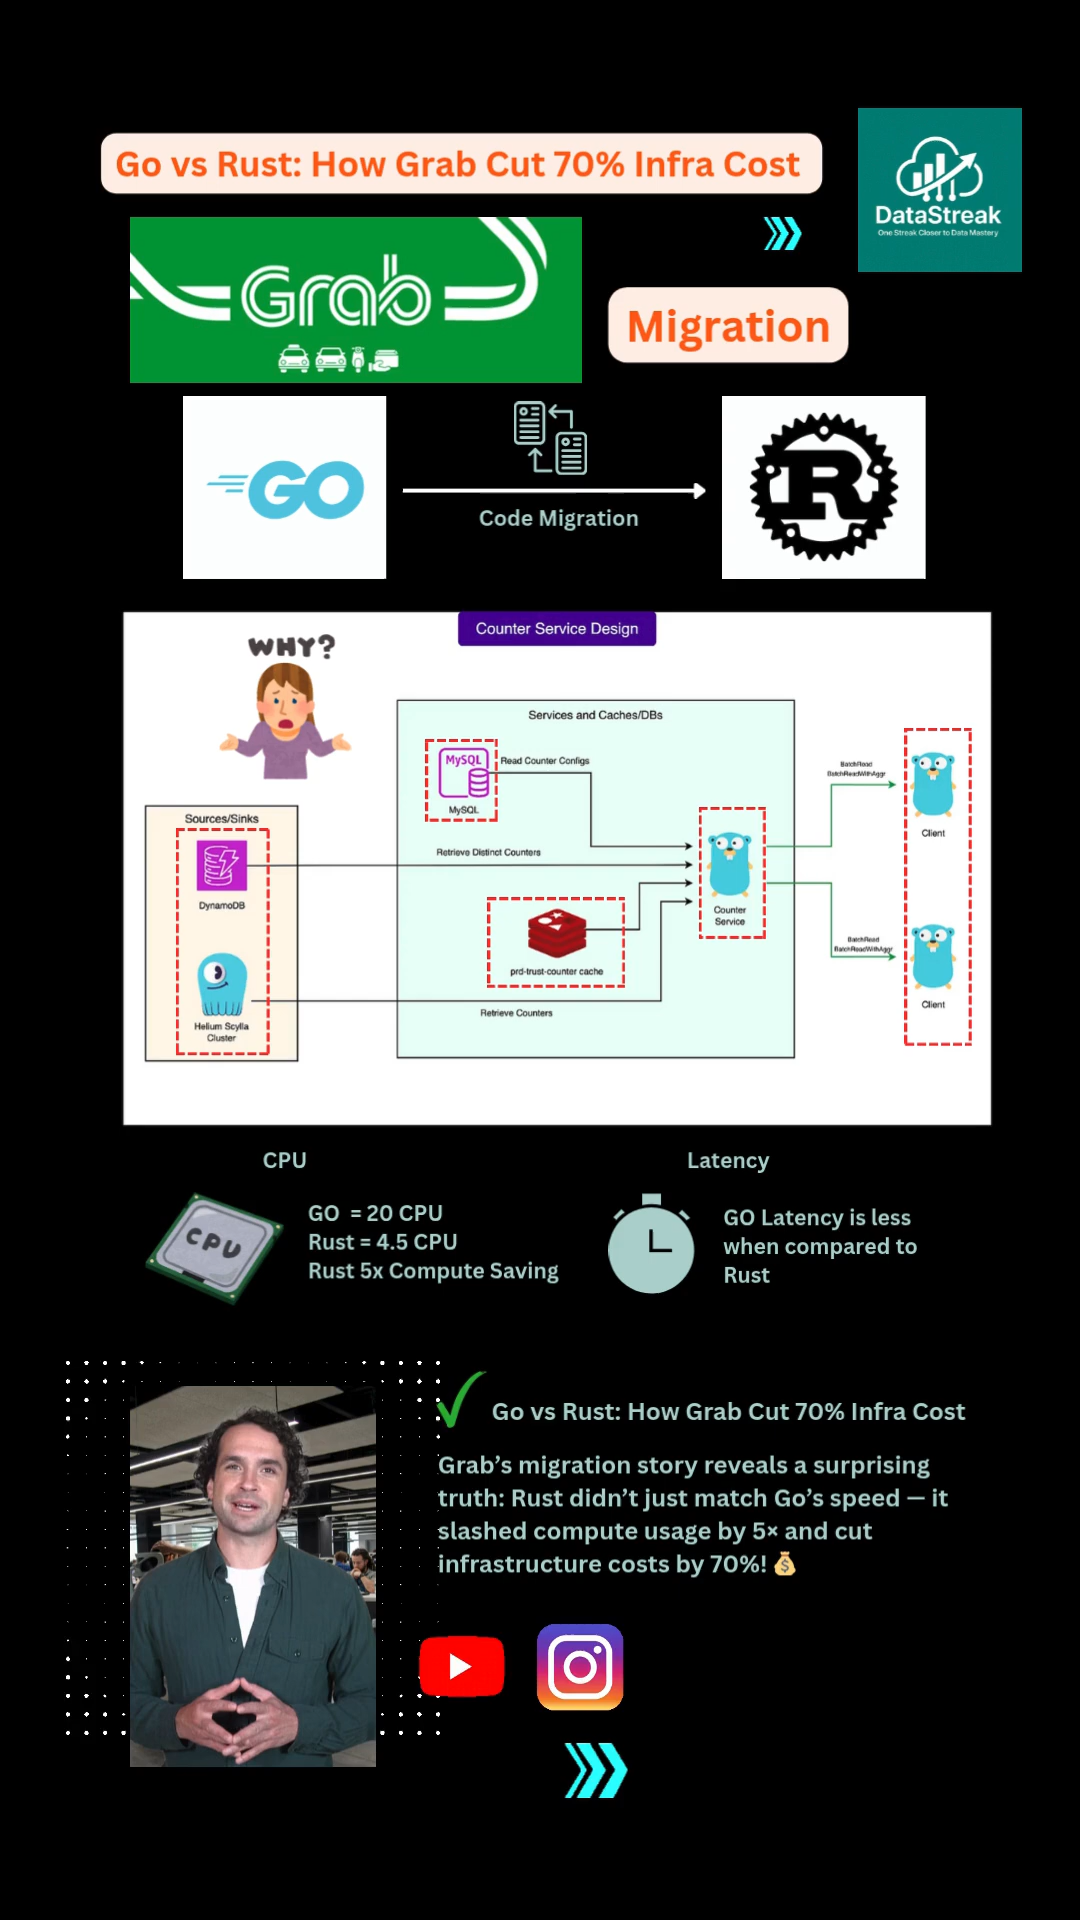 Go vs Rust: How Grab Cut 70% Infra Cost
DataStreak
One Streak Closer to Data Mastery
Grab
Migration
GO
Code Migration
R
Counter Service Design
WHY?
Services and Caches/DBs
MySQL
Read Counter Configs
MySQL
BatchRead
BatchReadWithAggr
Client
Sources/Sinks
DynamoDB
Retrieve Distinct Counters
Counter
Service
prd-trust-counter cache
BatchRead
BatchReadWithAggr
Client
Helium Scylla
Cluster
Retrieve Counters
CPU
Latency
CPU
GO = 20 CPU
Rust = 4.5 CPU
Rust 5x Compute Saving
GO Latency is less
when compared to
Rust
Go vs Rust: How Grab Cut 70% Infra Cost
Grab’s migration story reveals a surprising
truth: Rust didn’t just match Go’s speed — it
slashed compute usage by 5× and cut
infrastructure costs by 70%! 💰